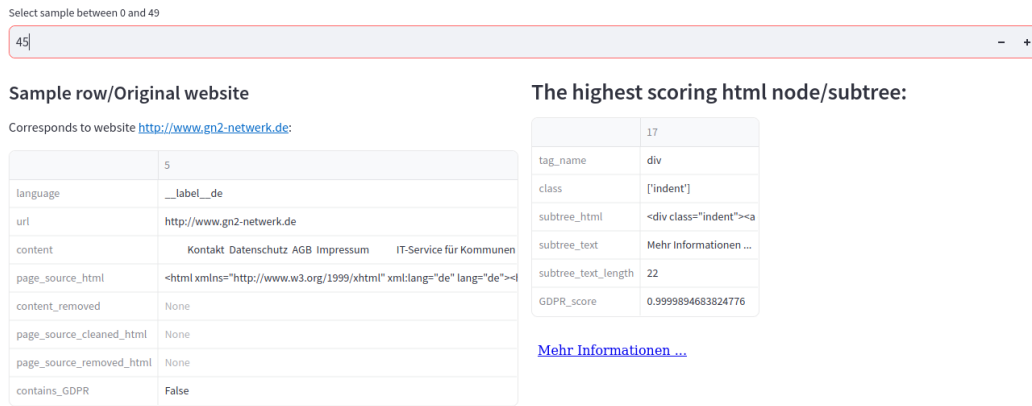 Select sample between 0 and 49
45
− +
Sample row/Original website
Corresponds to website http://www.gn2-netwerk.de:
5
language __label__de
url http://www.gn2-netwerk.de
content Kontakt Datenschutz AGB Impressum IT-Service für Kommunen
page_source_html <html xmlns="http://www.w3.org/1999/xhtml" xml:lang="de" lang="de"><
content_removed None
page_source_cleaned_html None
page_source_removed_html None
contains_GDPR False
The highest scoring html node/subtree:
17
tag_name div
class ['indent']
subtree_html <div class="indent"><a
subtree_text Mehr Informationen ...
subtree_text_length 22
GDPR_score 0.9999894683824776
Mehr Informationen ...